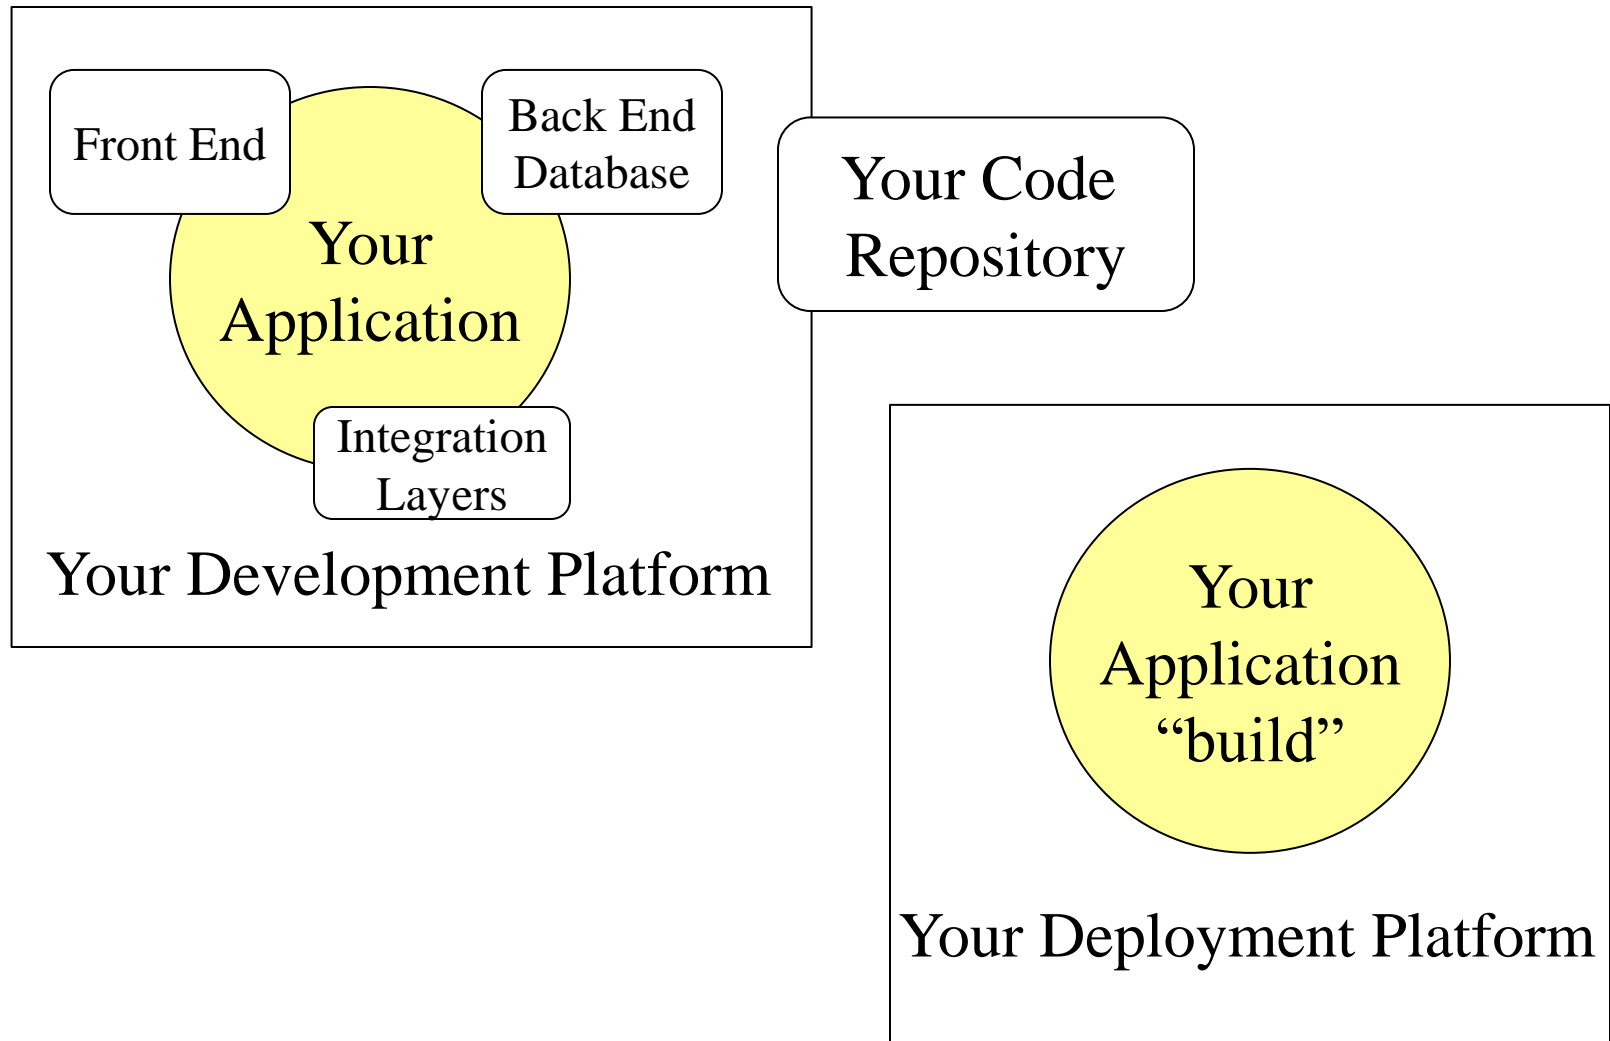 Front End
Back End
Database
Your
Application
Integration
Layers
Your Development Platform
Your Code
Repository
Your
Application
“build”
Your Deployment Platform